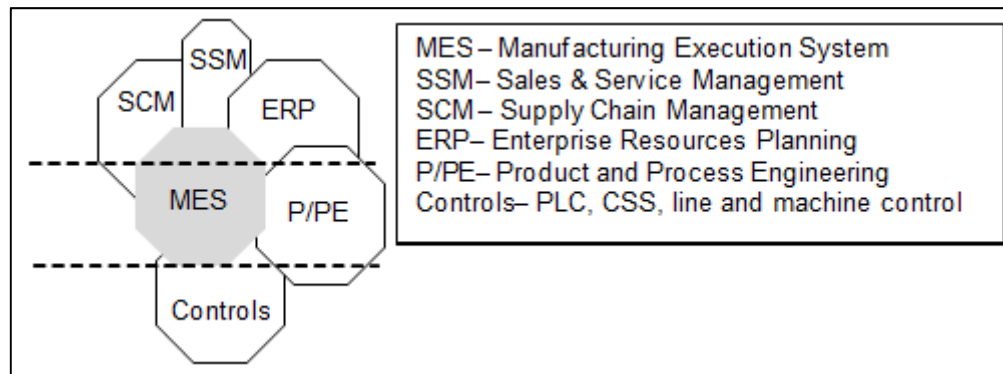 SSM
SCM
ERP
MES
P/PE
Controls
MES– Manufacturing Execution System
SSM– Sales & Service Management
SCM– Supply Chain Management
ERP– Enterprise Resources Planning
P/PE– Product and Process Engineering
Controls– PLC, CSS, line and machine control